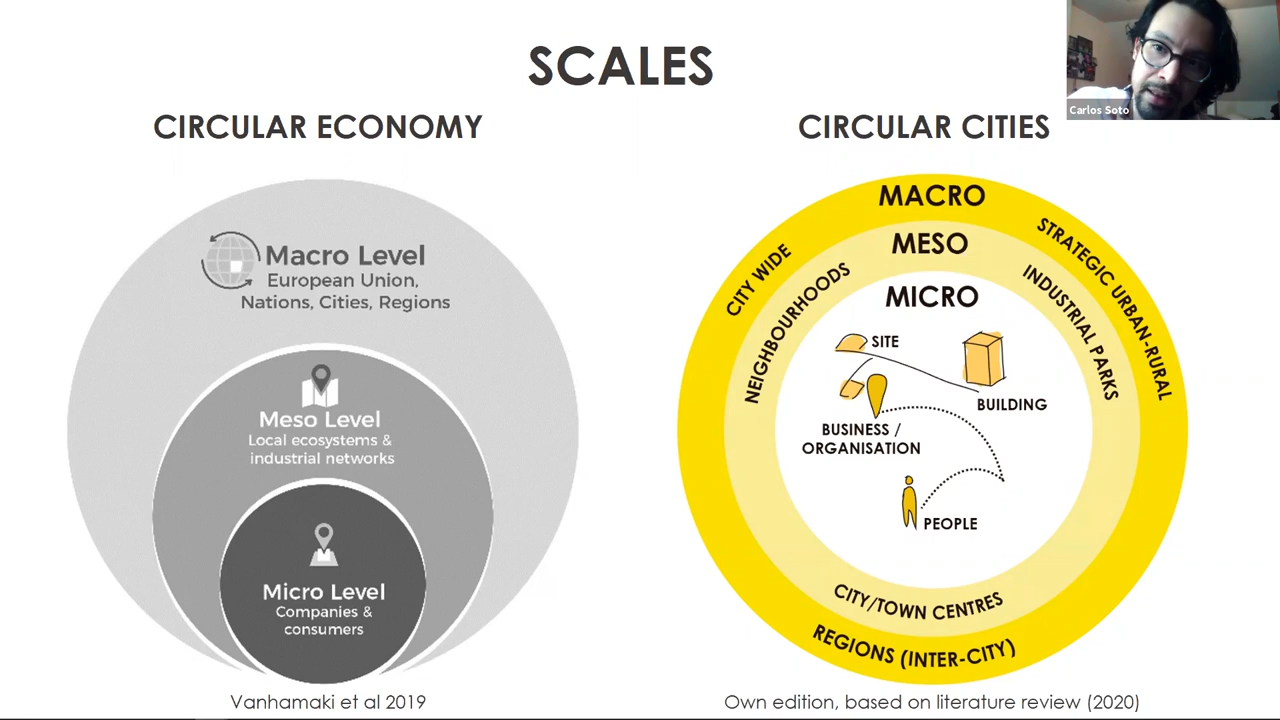 SCALES
CIRCULAR ECONOMY
Macro Level
European Union,
Nations, Cities, Regions
Meso Level
Local ecosystems &
industrial networks
Micro Level
Companies &
consumers
Vanhamaki et al 2019
CIRCULAR CITIES
MACRO
CITY WIDE
STRATEGIC URBAN-RURAL
REGIONS (INTER-CITY)
MESO
NEIGHBOURHOODS
INDUSTRIAL PARKS
CITY/TOWN CENTRES
MICRO
SITE
BUILDING
BUSINESS /
ORGANISATION
PEOPLE
Own edition, based on literature review (2020)
Carlos Soto